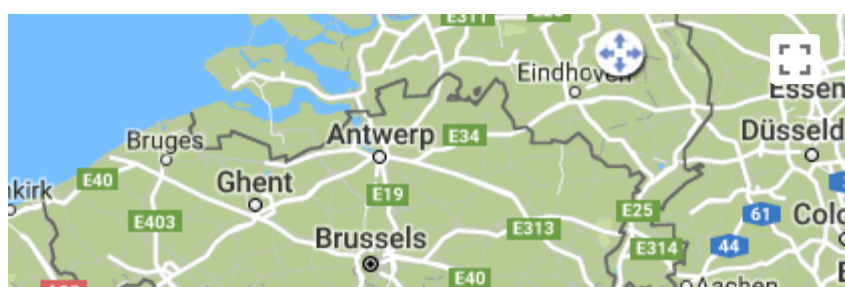 E311
Eindhoven
Essen
Bruges
Antwerp
E34
Düsseld
nkirk
E40
Ghent
E19
E403
E25
61
Colo
Brussels
E313
E314
44
E40
Aachen